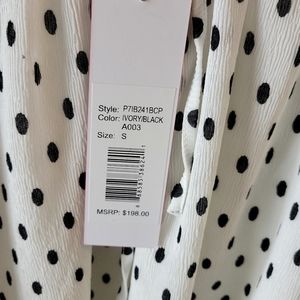 Style: P7IB241BCP
Color: IVORY/BLACK
A003
Size: S
MSRP: $198.00